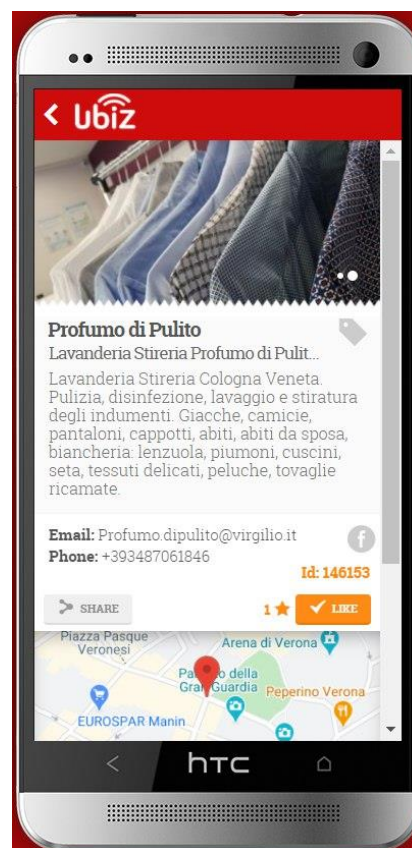 ubiz
Profumo di Pulito
Lavanderia Stireria Profumo di Pulit...
Lavanderia Stireria Cologna Veneta.
Pulizia, disinfezione, lavaggio e stiratura
degli indumenti. Giacche, camicie,
pantaloni, cappotti, abiti, abiti da sposa,
biancheria: lenzuola, piumoni, cuscini,
seta, tessuti delicati, peluche, tovaglie
ricamate.
Email: Profumo.dipulito@virgilio.it
Phone: +393487061846
Id: 146153
SHARE
1
LIKE
Piazza Pasque
Veronesi
Arena di Verona
della
Gran Guardia
Peperino Verona
EUROSPAR Manin
hTC